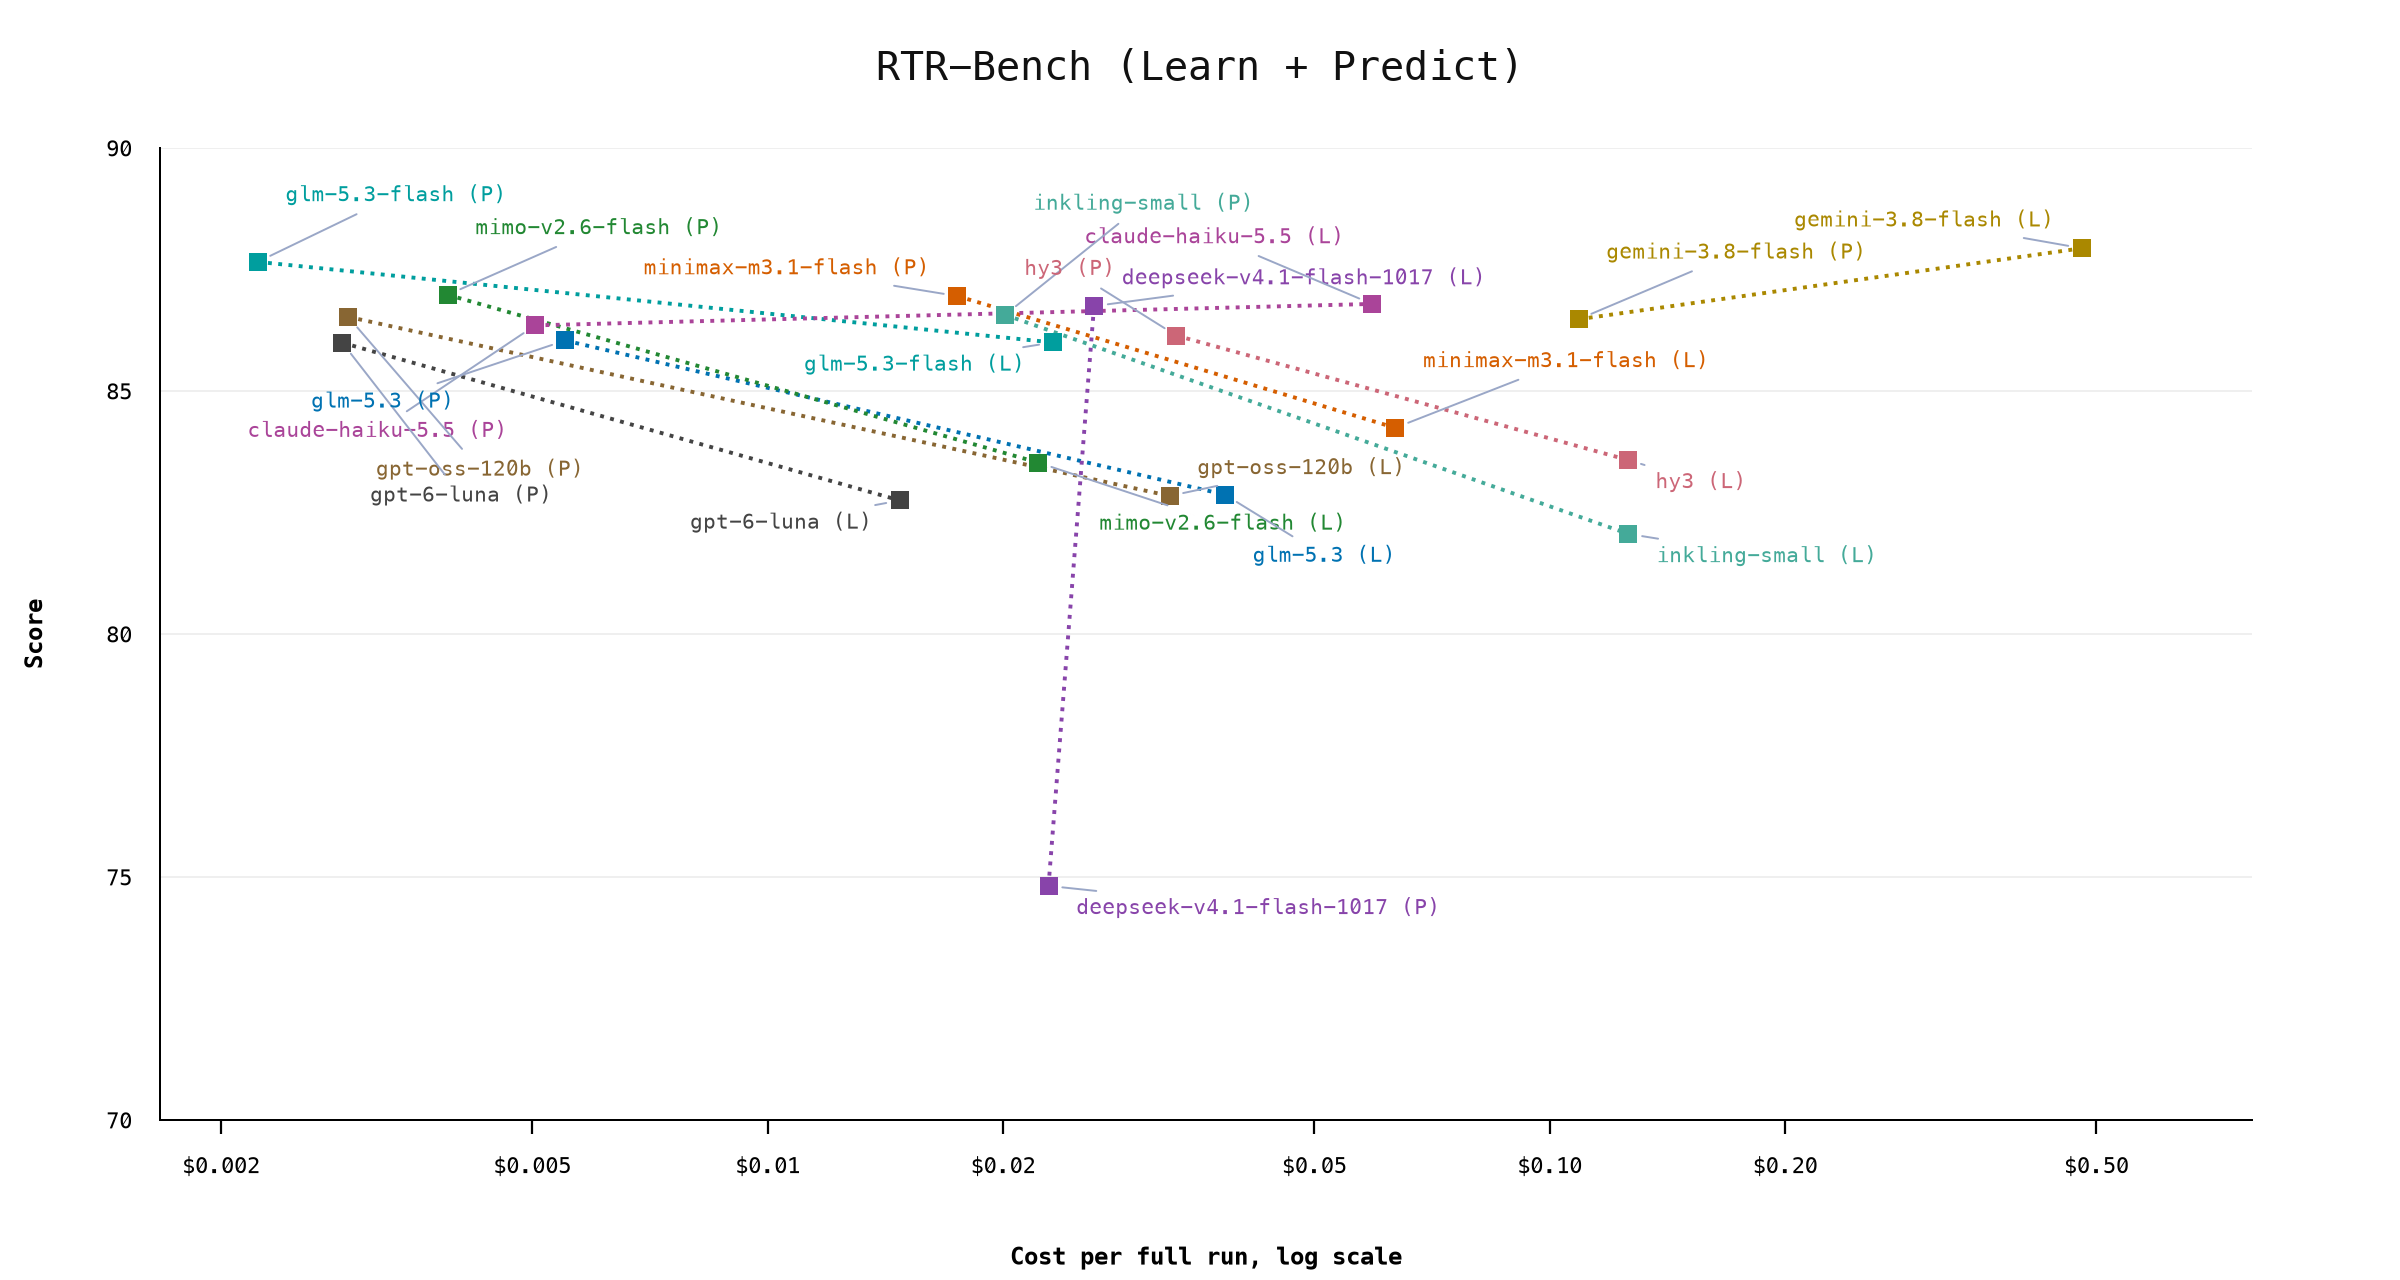 RTR−Bench (Learn + Predict)
90
glm−5.3−flash (P)
inkling−small (P)
gemini−3.8−flash (L)
mimo−v2.6−flash (P)
claude−haiku−5.5 (L)
gemini−3.8−flash (P)
minimax−m3.1−flash (P)
hy3 (P)
deepseek−v4.1−flash−1017 (L)
glm−5.3−flash (L)
minimax−m3.1−flash (L)
85
glm−5.3 (P)
claude−haiku−5.5 (P)
gpt−oss−120b (P)
gpt−oss−120b (L)
hy3 (L)
gpt−6−luna (P)
gpt−6−luna (L)
mimo−v2.6−flash (L)
glm−5.3 (L)
inkling−small (L)
Score
80
75
deepseek−v4.1−flash−1017 (P)
70
$0.002
$0.005
$0.01
$0.02
$0.05
$0.10
$0.20
$0.50
Cost per full run, log scale